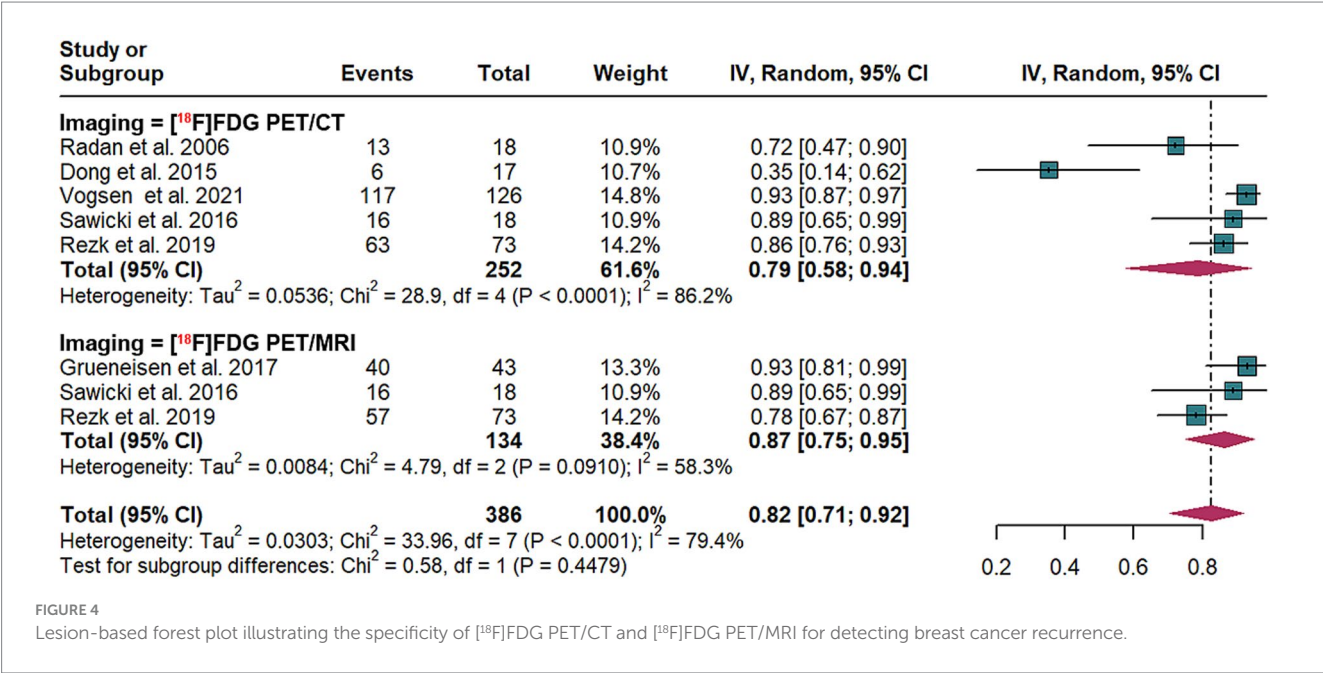 Study or
Subgroup Events Total Weight IV, Random, 95% CI IV, Random, 95% CI
Imaging = [¹⁸F]FDG PET/CT
Radan et al. 2006 13 18 10.9% 0.72 [0.47; 0.90]
Dong et al. 2015 6 17 10.7% 0.35 [0.14; 0.62]
Vogsen et al. 2021 117 126 14.8% 0.93 [0.87; 0.97]
Sawicki et al. 2016 16 18 10.9% 0.89 [0.65; 0.99]
Rezk et al. 2019 63 73 14.2% 0.86 [0.76; 0.93]
Total (95% CI) 252 61.6% 0.79 [0.58; 0.94]
Heterogeneity: Tau² = 0.0536; Chi² = 28.9, df = 4 (P < 0.0001); I² = 86.2%
Imaging = [¹⁸F]FDG PET/MRI
Grueneisen et al. 2017 40 43 13.3% 0.93 [0.81; 0.99]
Sawicki et al. 2016 16 18 10.9% 0.89 [0.65; 0.99]
Rezk et al. 2019 57 73 14.2% 0.78 [0.67; 0.87]
Total (95% CI) 134 38.4% 0.87 [0.75; 0.95]
Heterogeneity: Tau² = 0.0084; Chi² = 4.79, df = 2 (P = 0.0910); I² = 58.3%
Total (95% CI) 386 100.0% 0.82 [0.71; 0.92]
Heterogeneity: Tau² = 0.0303; Chi² = 33.96, df = 7 (P < 0.0001); I² = 79.4%
Test for subgroup differences: Chi² = 0.58, df = 1 (P = 0.4479)
0.2 0.4 0.6 0.8
FIGURE 4
Lesion-based forest plot illustrating the specificity of [¹⁸F]FDG PET/CT and [¹⁸F]FDG PET/MRI for detecting breast cancer recurrence.